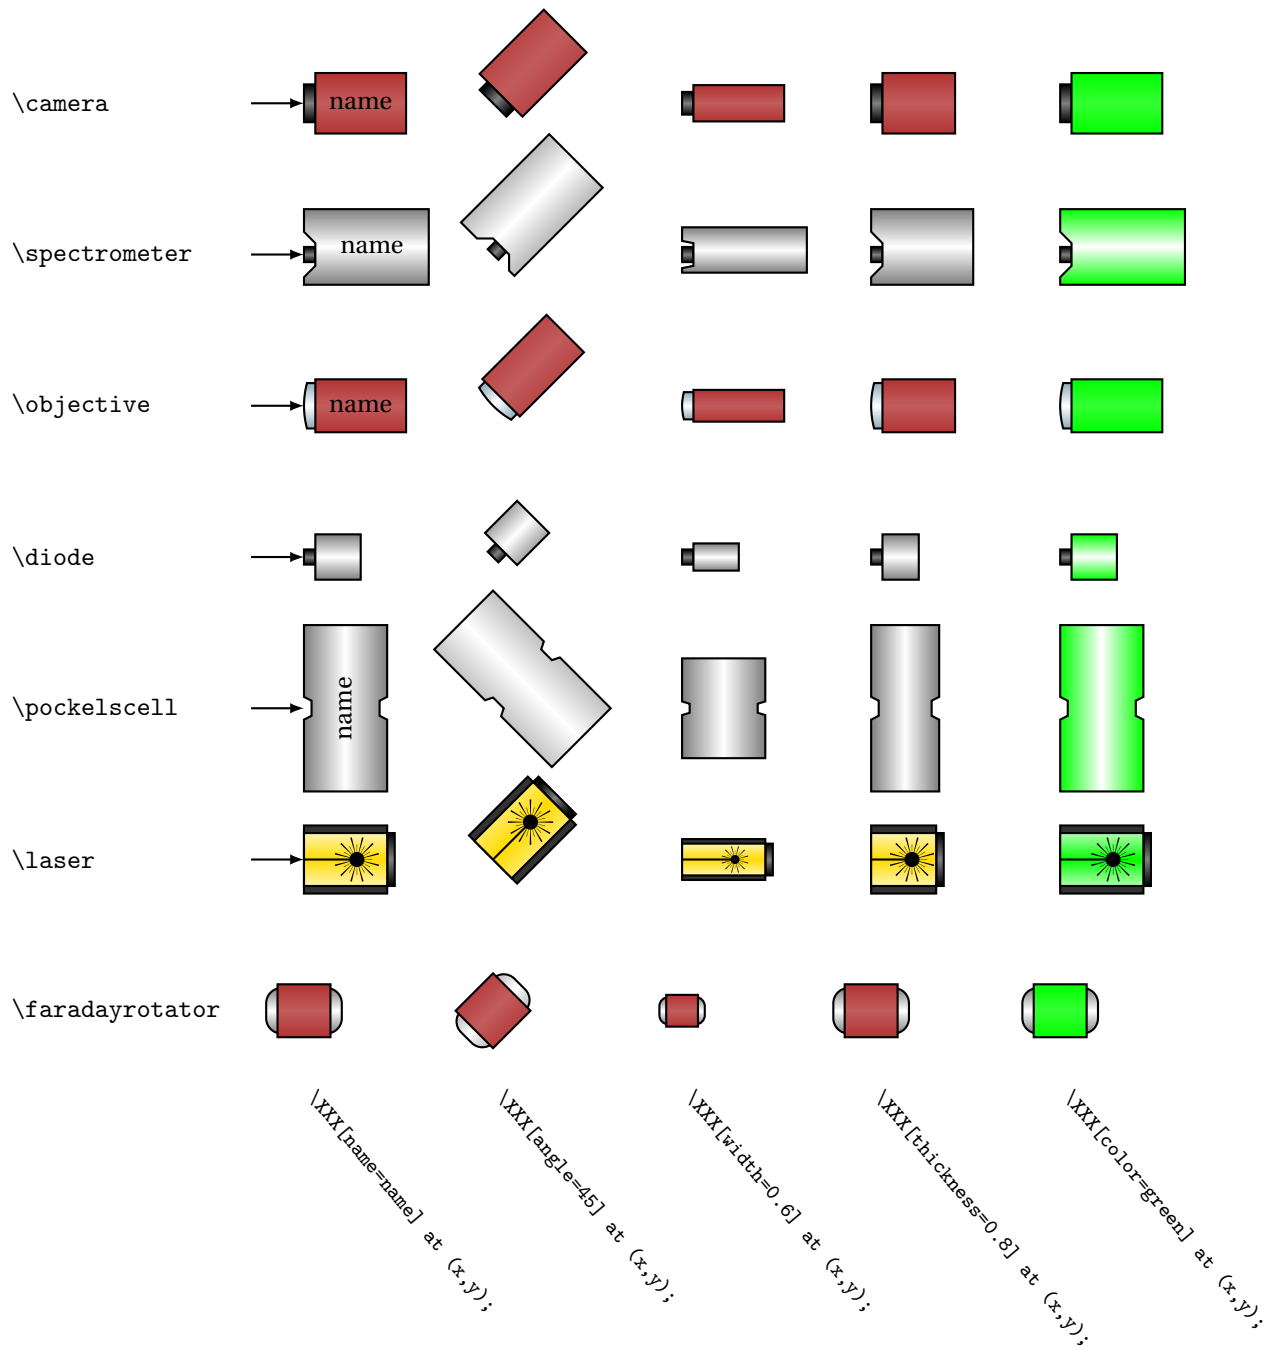 \camera
name
\spectrometer
name
\objective
name
\diode
\pockelscell
name
\laser
\faradayrotator
\XXX[name=name] at (x,y);
\XXX[angle=45] at (x,y);
\XXX[width=0.6] at (x,y);
\XXX[thickness=0.8] at (x,y);
\XXX[color=green] at (x,y);